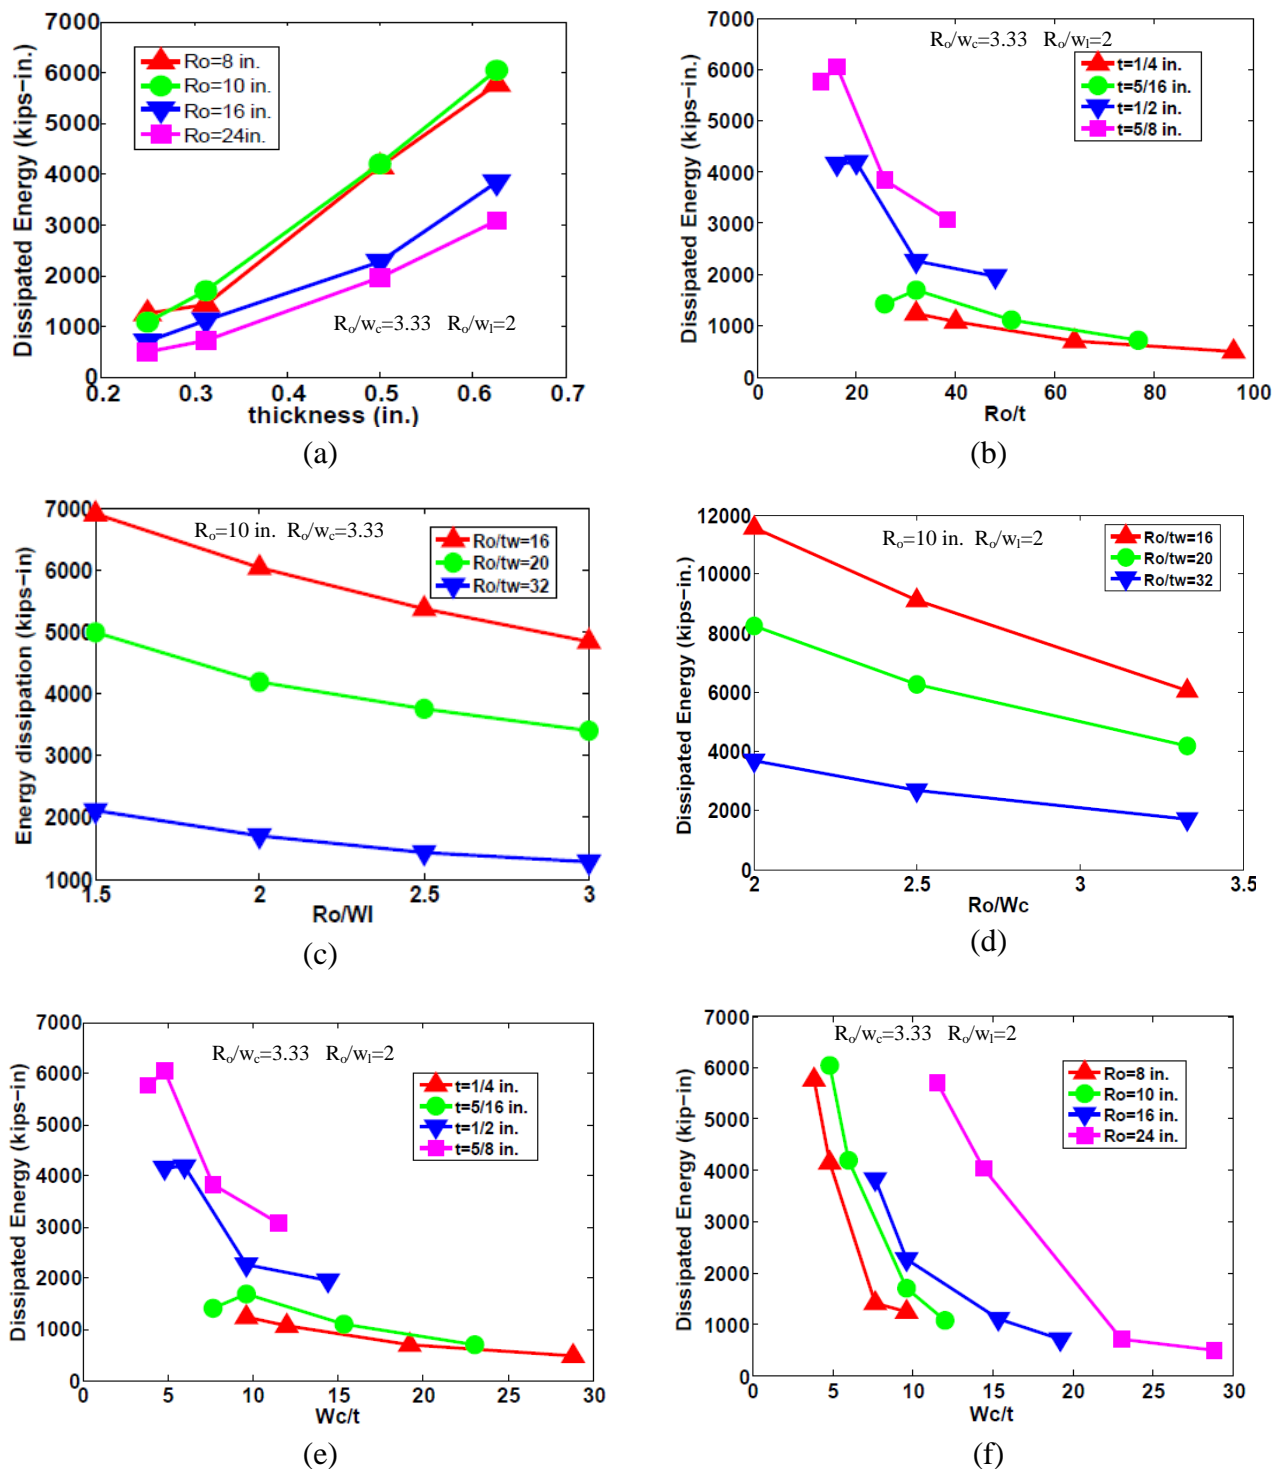 7000
6000
5000
4000
3000
2000
1000
0
0.2 0.3 0.4 0.5 0.6 0.7
Dissipated Energy (kips-in.)
thickness (in.)
Ro=8 in.
Ro=10 in.
Ro=16 in.
Ro=24in.
Ro/wc=3.33 Ro/wl=2
(a)
7000
6000
5000
4000
3000
2000
1000
0
0 20 40 60 80 100
Dissipated Energy (kips-in.)
Ro/t
Ro/wc=3.33 Ro/wl=2
t=1/4 in.
t=5/16 in.
t=1/2 in.
t=5/8 in.
(b)
7000
6000
5000
4000
3000
2000
1000
1.5 2 2.5 3
Energy dissipation (kips-in)
Ro/Wl
Ro=10 in. Ro/wc=3.33
Ro/tw=16
Ro/tw=20
Ro/tw=32
(c)
12000
10000
8000
6000
4000
2000
0
2 2.5 3 3.5
Dissipated Energy (kips-in.)
Ro/Wc
Ro=10 in. Ro/wl=2
Ro/tw=16
Ro/tw=20
Ro/tw=32
(d)
7000
6000
5000
4000
3000
2000
1000
0
0 5 10 15 20 25 30
Dissipated Energy (kips-in)
Wc/t
Ro/wc=3.33 Ro/wl=2
t=1/4 in.
t=5/16 in.
t=1/2 in.
t=5/8 in.
(e)
7000
6000
5000
4000
3000
2000
1000
0
0 5 10 15 20 25 30
Dissipated Energy (kip-in)
Wc/t
Ro/wc=3.33 Ro/wl=2
Ro=8 in.
Ro=10 in.
Ro=16 in.
Ro=24 in.
(f)